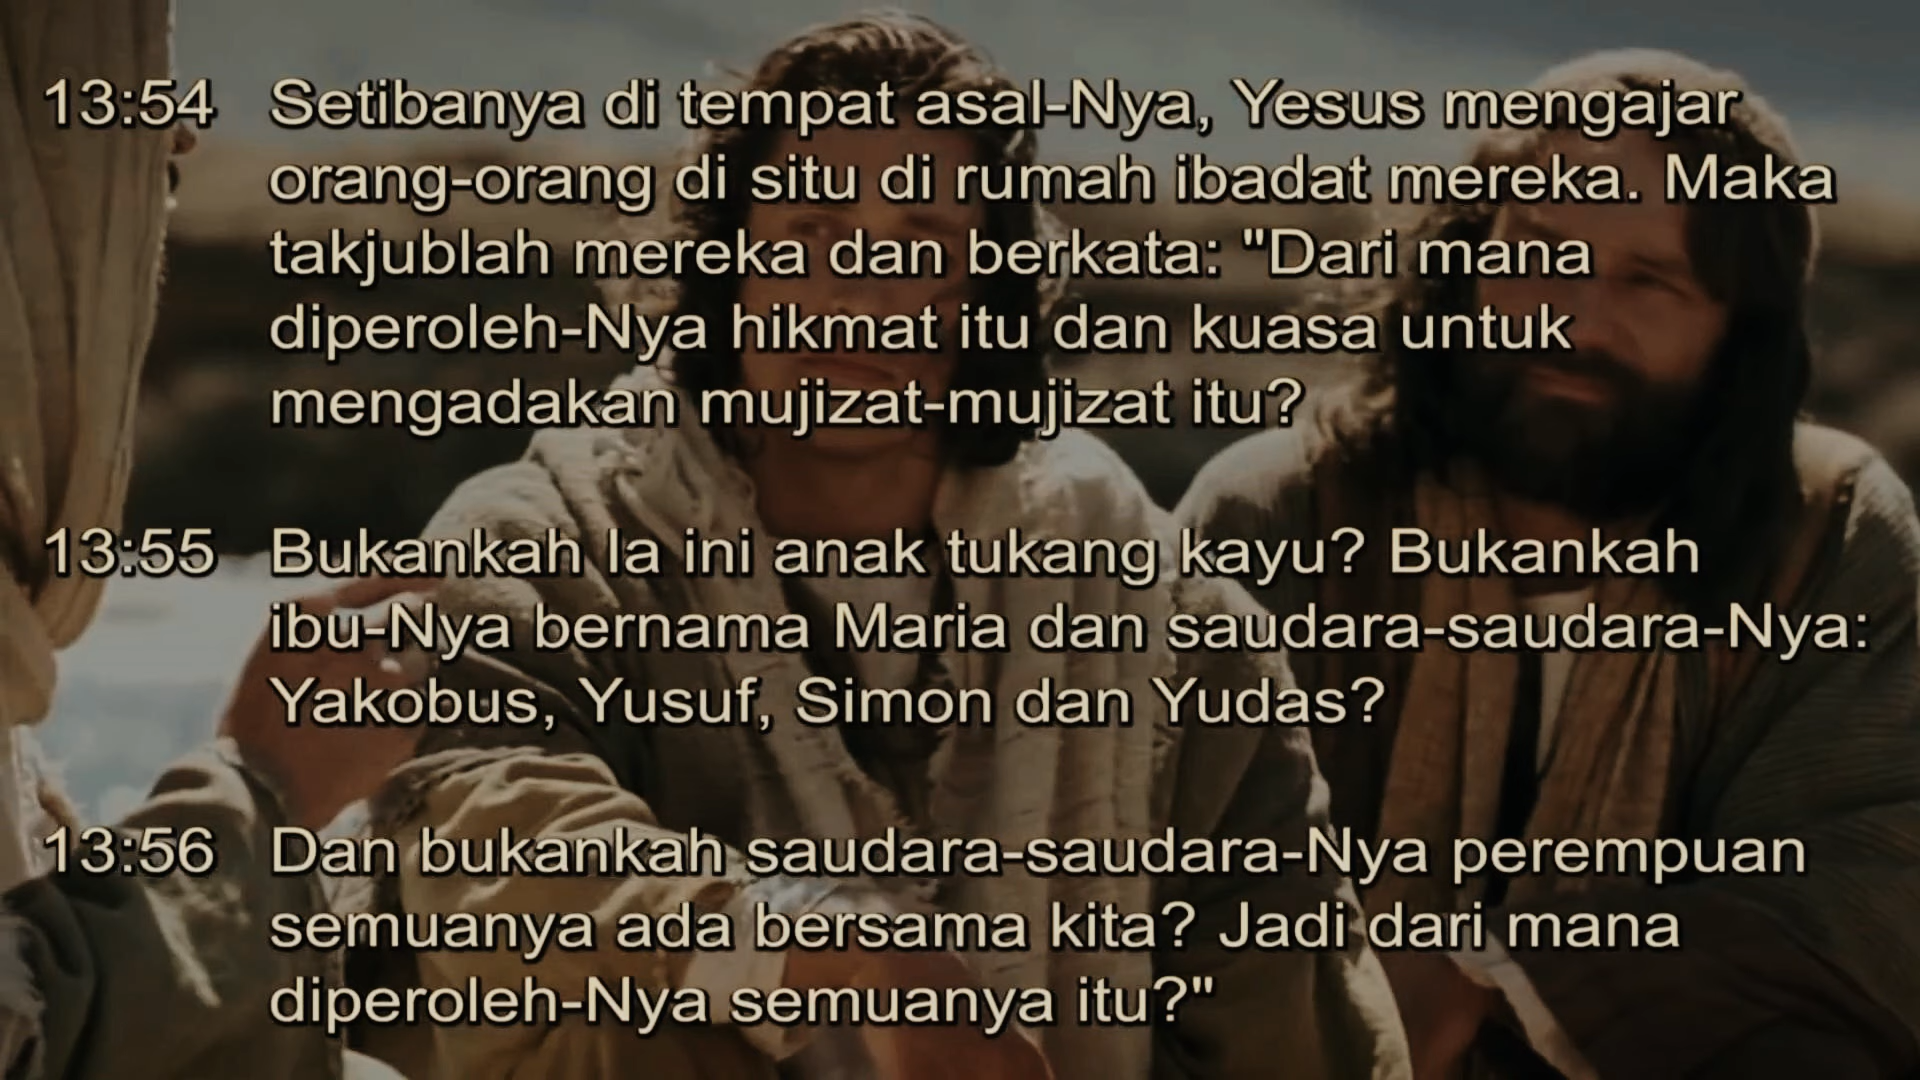 13:54 Setibanya di tempat asal-Nya, Yesus mengajar
orang-orang di situ di rumah ibadat mereka. Maka
takjublah mereka dan berkata: "Dari mana
diperoleh-Nya hikmat itu dan kuasa untuk
mengadakan mujizat-mujizat itu?
13:55 Bukankah Ia ini anak tukang kayu? Bukankah
ibu-Nya bernama Maria dan saudara-saudara-Nya:
Yakobus, Yusuf, Simon dan Yudas?
13:56 Dan bukankah saudara-saudara-Nya perempuan
semuanya ada bersama kita? Jadi dari mana
diperoleh-Nya semuanya itu?"